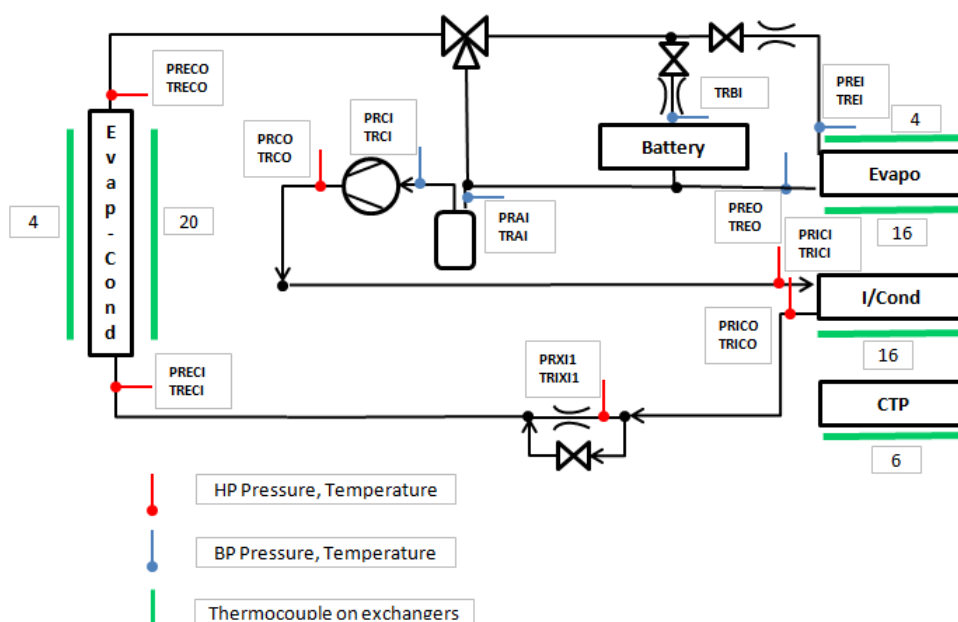 PRECO
TRECO
PRCI
TRCI
PRCO
TRCO
TRBI
PREI
TREI
4
Battery
Evapo
Evap-Cond
4
20
PRAI
TRAI
PREO
TREO
16
PRICI
TRICI
I/Cond
PRICO
TRICO
16
PRXI1
TRIXI1
PRECI
TRECI
CTP
6
HP Pressure, Temperature
BP Pressure, Temperature
Thermocouple on exchangers